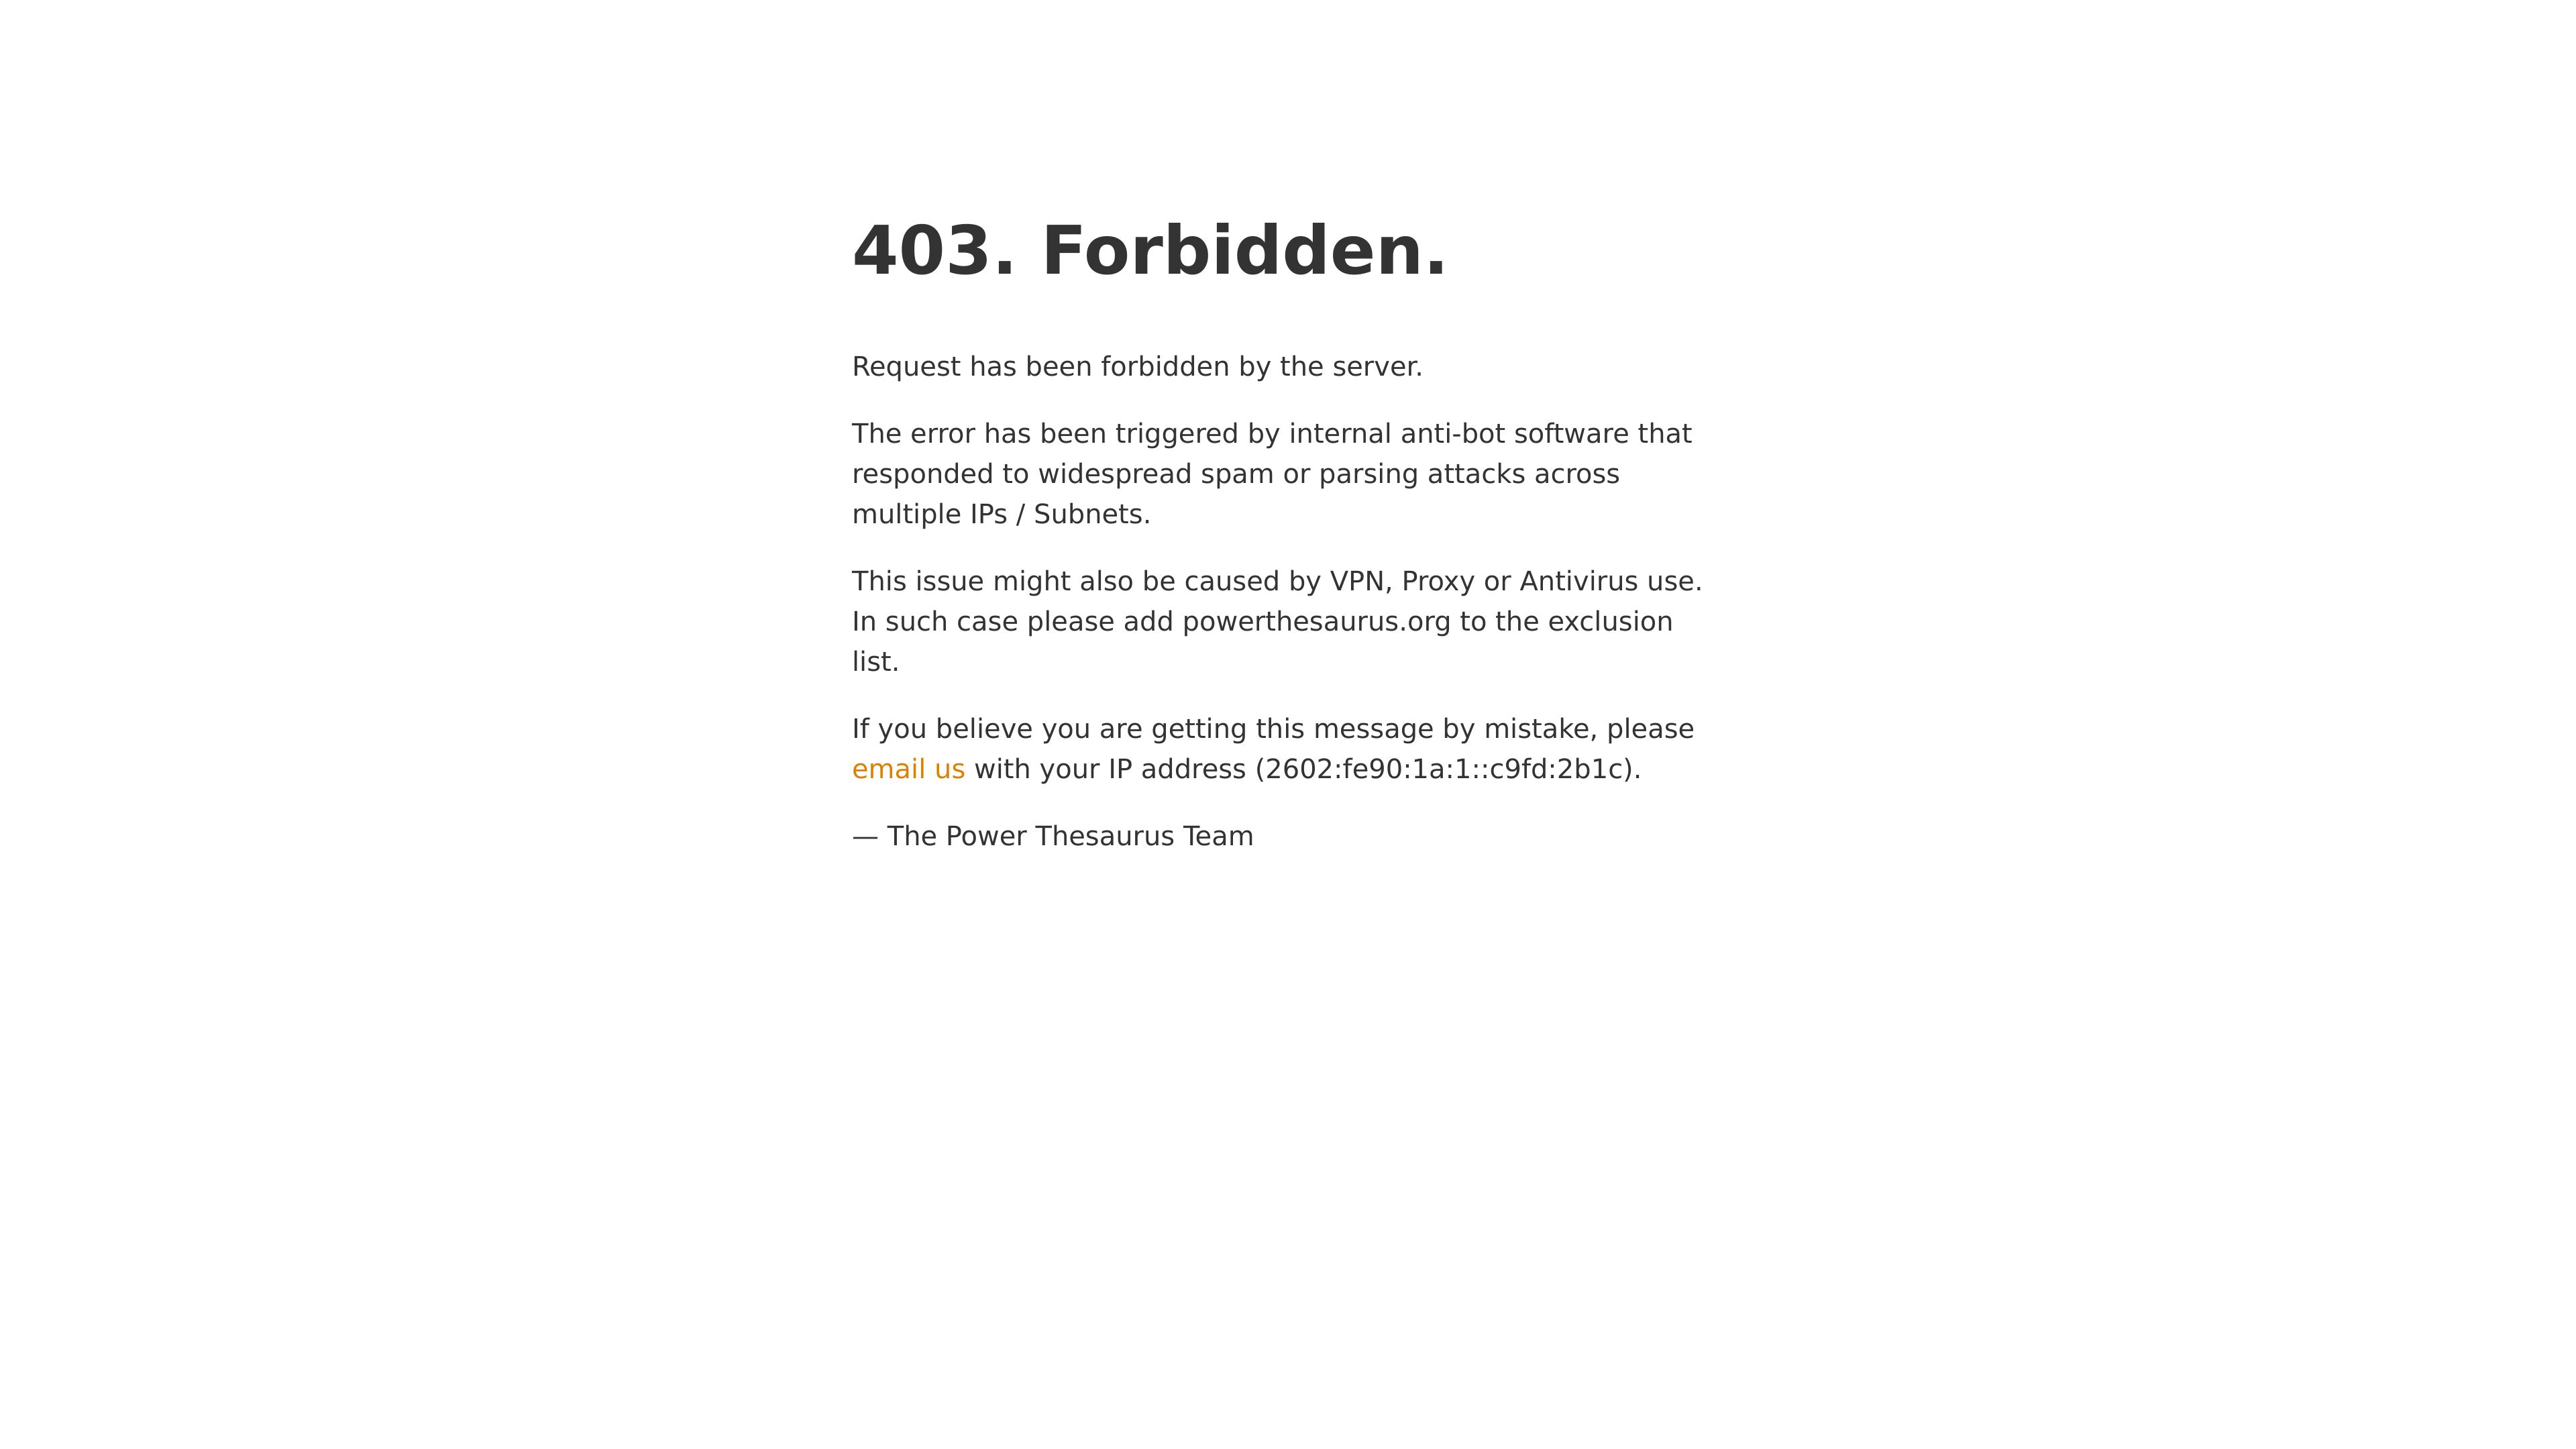 403. Forbidden.
Request has been forbidden by the server.
The error has been triggered by internal anti-bot software that
responded to widespread spam or parsing attacks across
multiple IPs / Subnets.
This issue might also be caused by VPN, Proxy or Antivirus use.
In such case please add powerthesaurus.org to the exclusion
list.
If you believe you are getting this message by mistake, please
email us with your IP address (2602:fe90:1a:1::c9fd:2b1c).
— The Power Thesaurus Team